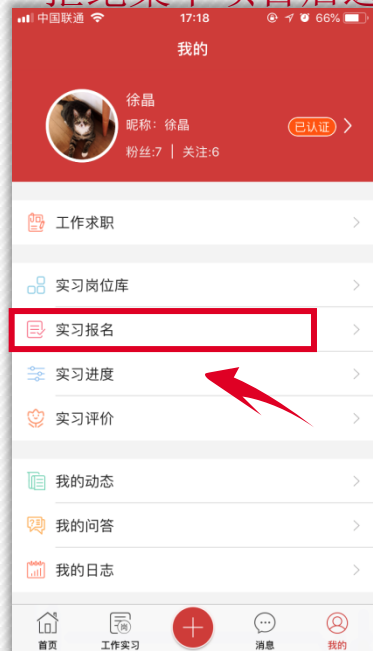 中国联通 17:18 66%
我的
徐晶
昵称：徐晶
已认证
粉丝:7 | 关注:6
工作求职
实习岗位库
实习报名
实习进度
实习评价
我的动态
我的问答
我的日志
首页 工作实习 消息 我的